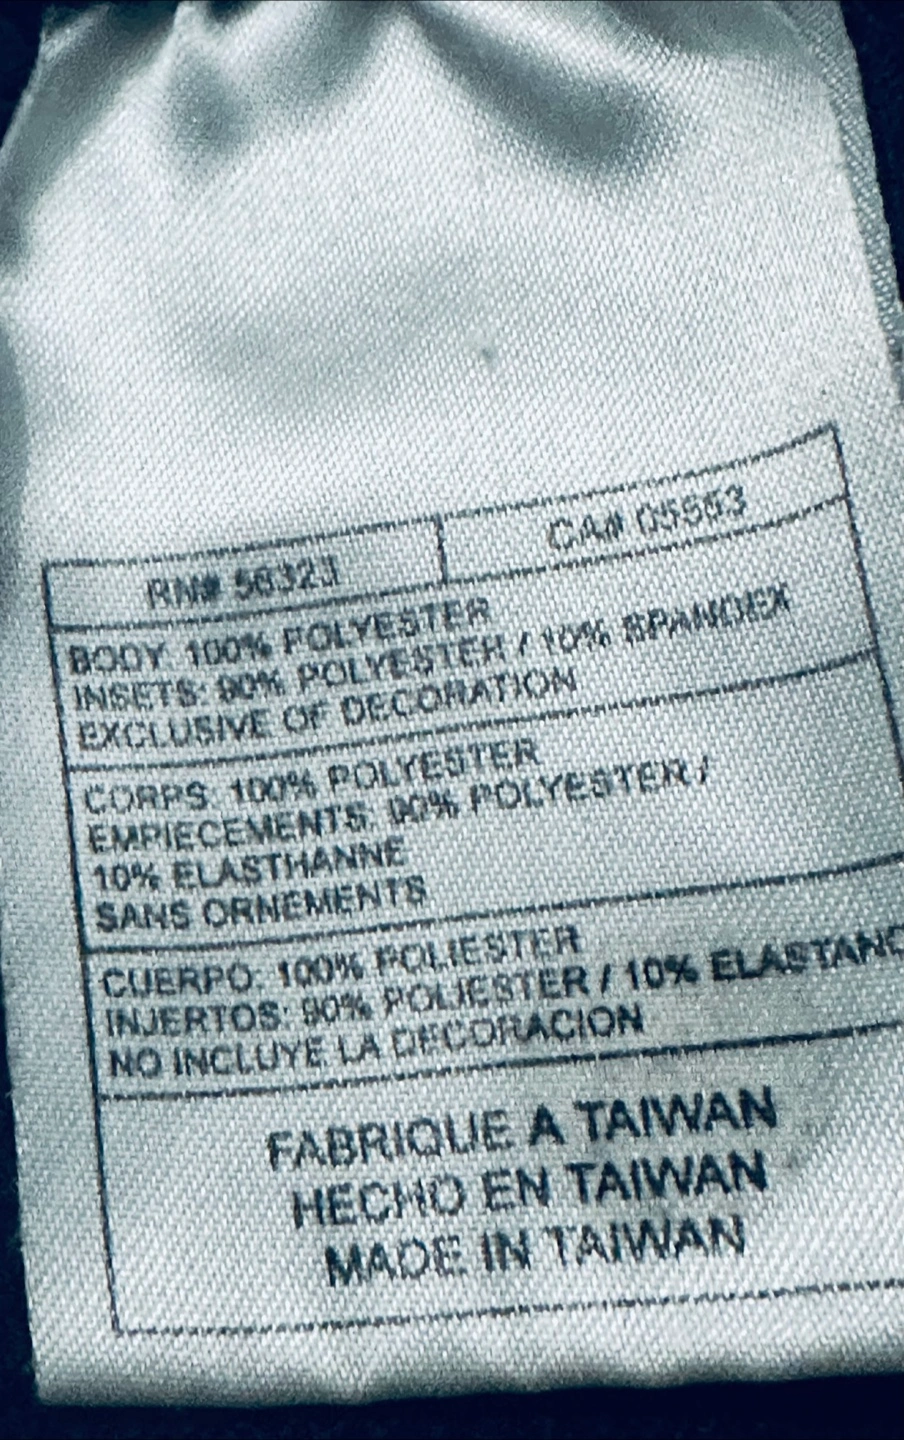 RN# 56323 CA# 05553
BODY: 100% POLYESTER
INSETS: 90% POLYESTER / 10% SPANDEX
EXCLUSIVE OF DECORATION
CORPS: 100% POLYESTER
EMPIECEMENTS: 90% POLYESTER /
10% ELASTHANNE
SANS ORNEMENTS
CUERPO: 100% POLIESTER
INJERTOS: 90% POLIESTER / 10% ELASTANO
NO INCLUYE LA DECORACION
FABRIQUE A TAIWAN
HECHO EN TAIWAN
MADE IN TAIWAN